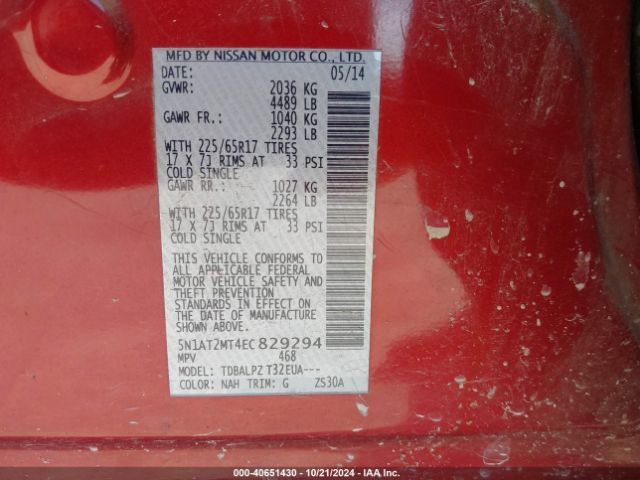 MFD BY NISSAN MOTOR CO., LTD.
DATE: 05/14
GVWR: 2036 KG
4489 LB
GAWR FR.: 1040 KG
2293 LB
WITH 225/65R17 TIRES
17 X 7J RIMS AT 33 PSI
COLD SINGLE
GAWR RR.: 1027 KG
2264 LB
WITH 225/65R17 TIRES
17 X 7J RIMS AT 33 PSI
COLD SINGLE
THIS VEHICLE CONFORMS TO
ALL APPLICABLE FEDERAL
MOTOR VEHICLE SAFETY AND
THEFT PREVENTION
STANDARDS IN EFFECT ON
THE DATE OF MANUFACTURE
SHOWN ABOVE.
5N1AT2MT4EC829294
MPV 468
MODEL: TDBALPZ T32EUA---
COLOR: NAH TRIM: G ZS30A
000-40651430 - 10/21/2024 - IAA Inc.